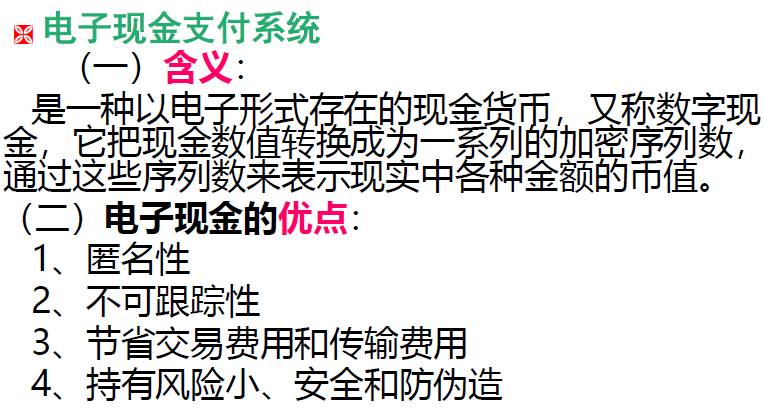 电子现金支付系统
（一）含义：
是一种以电子形式存在的现金货币，又称数字现
金，它把现金数值转换成为一系列的加密序列数，
通过这些序列数来表示现实中各种金额的币值。
（二）电子现金的优点：
1、匿名性
2、不可跟踪性
3、节省交易费用和传输费用
4、持有风险小、安全和防伪造